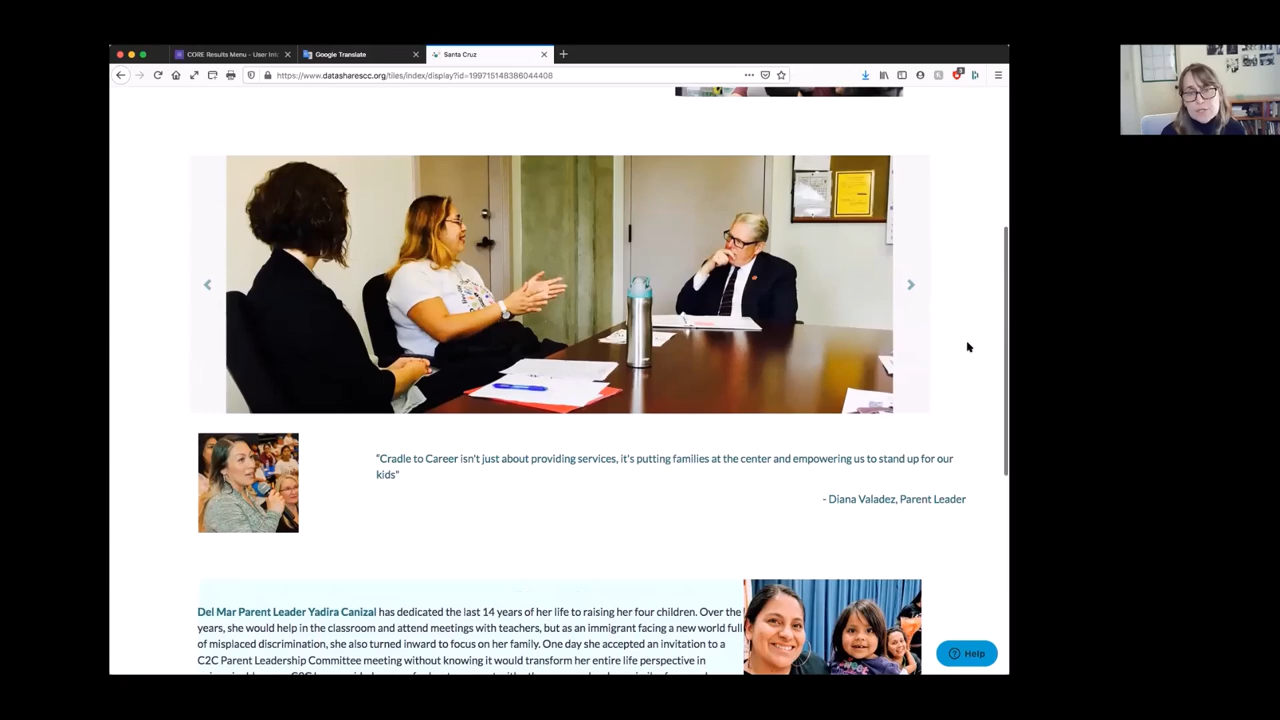 CORE Results Menu - User Int
Google Translate
Santa Cruz
https://www.datasharescc.org/tiles/index/display?id=199715148386044408
"Cradle to Career isn't just about providing services, it's putting families at the center and empowering us to stand up for our
kids"
- Diana Valadez, Parent Leader
Del Mar Parent Leader Yadira Canizal has dedicated the last 14 years of her life to raising her four children. Over the
years, she would help in the classroom and attend meetings with teachers, but as an immigrant facing a new world full
of misplaced discrimination, she also turned inward to focus on her family. One day she accepted an invitation to a
C2C Parent Leadership Committee meeting without knowing it would transform her entire life perspective in
Help